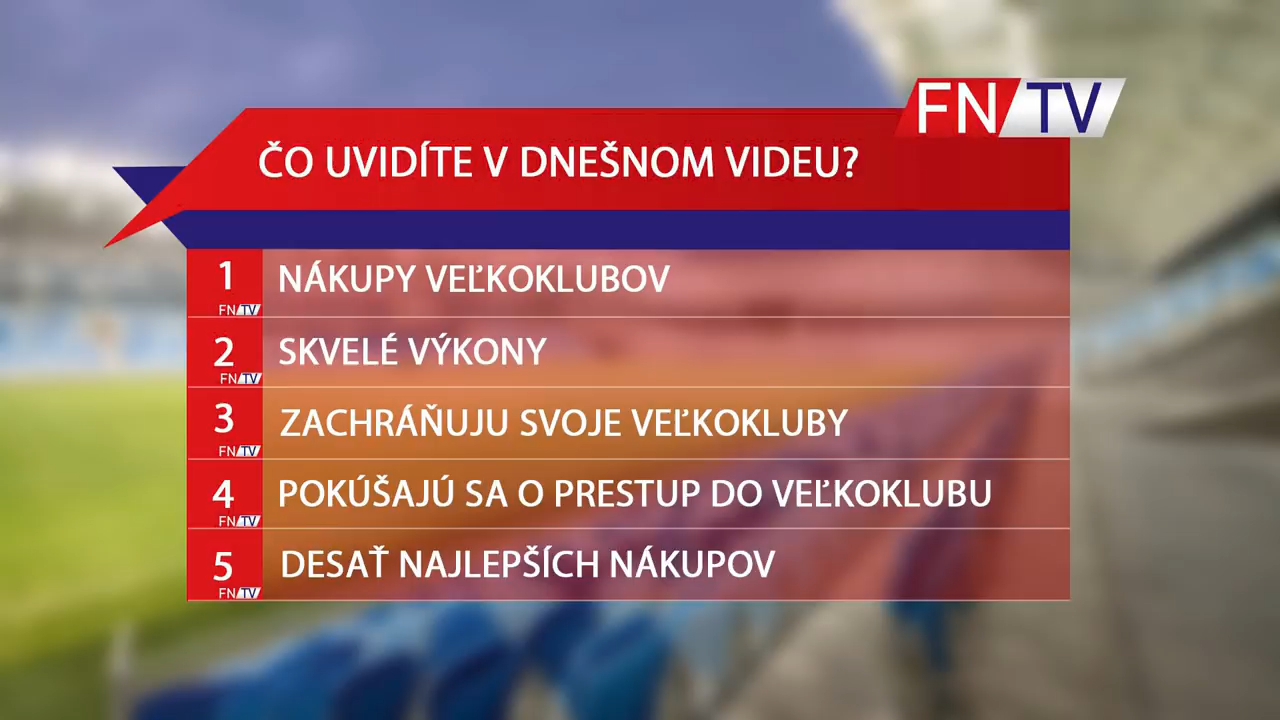 FN/TV
ČO UVIDÍTE V DNEŠNOM VIDEU?
1 NÁKUPY VEĽKOKLUBOV
FN/TV
2 SKVELÉ VÝKONY
FN/TV
3 ZACHRÁŇUJU SVOJE VEĽKOKLUBY
FN/TV
4 POKÚŠAJÚ SA O PRESTUP DO VEĽKOKLUBU
FN/TV
5 DESAŤ NAJLEPŠÍCH NÁKUPOV
FN/TV